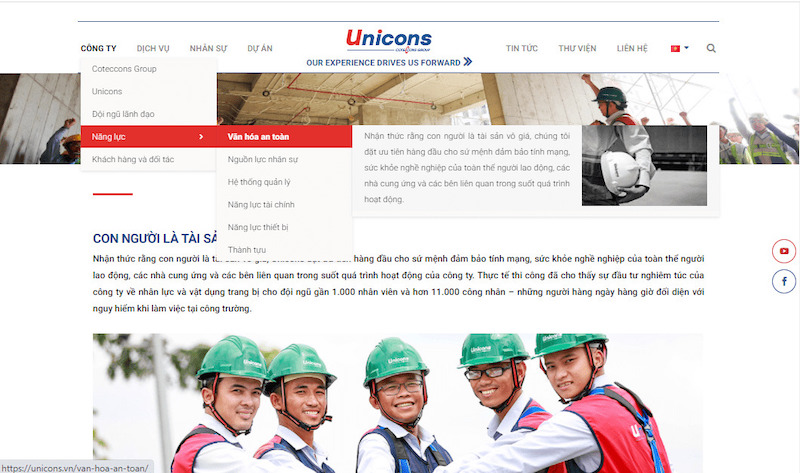 Unicons
COTECCONS GROUP
CÔNG TY
DỊCH VỤ
NHÂN SỰ
DỰ ÁN
TIN TỨC
THƯ VIỆN
LIÊN HỆ
OUR EXPERIENCE DRIVES US FORWARD
Coteccons Group
Unicons
Đội ngũ lãnh đạo
Năng lực
Khách hàng và đối tác
Văn hóa an toàn
Nguồn lực nhân sự
Hệ thống quản lý
Năng lực tài chính
Năng lực thiết bị
Thành tựu
Nhận thức rằng con người là tài sản vô giá, chúng tôi
đặt ưu tiên hàng đầu cho sứ mệnh đảm bảo tính mạng,
sức khỏe nghề nghiệp của toàn thể người lao động, các
nhà cung ứng và các bên liên quan trong suốt quá trình
hoạt động.
CON NGƯỜI LÀ TÀI SẢ
Nhận thức rằng con người là tài sản vô giá, Unicons đặt ưu tiên hàng đầu cho sứ mệnh đảm bảo tính mạng, sức khỏe nghề nghiệp của toàn thể người
lao động, các nhà cung ứng và các bên liên quan trong suốt quá trình hoạt động của công ty. Thực tế thi công đã cho thấy sự đầu tư nghiêm túc của
công ty về nhân lực và vật dụng trang bị cho đội ngũ gần 1.000 nhân viên và hơn 11.000 công nhân – những người hàng ngày hàng giờ đối diện với
nguy hiểm khi làm việc tại công trường.
Unicons
Unicons
Unicons
Unicons
Unicons
https://unicons.vn/van-hoa-an-toan/